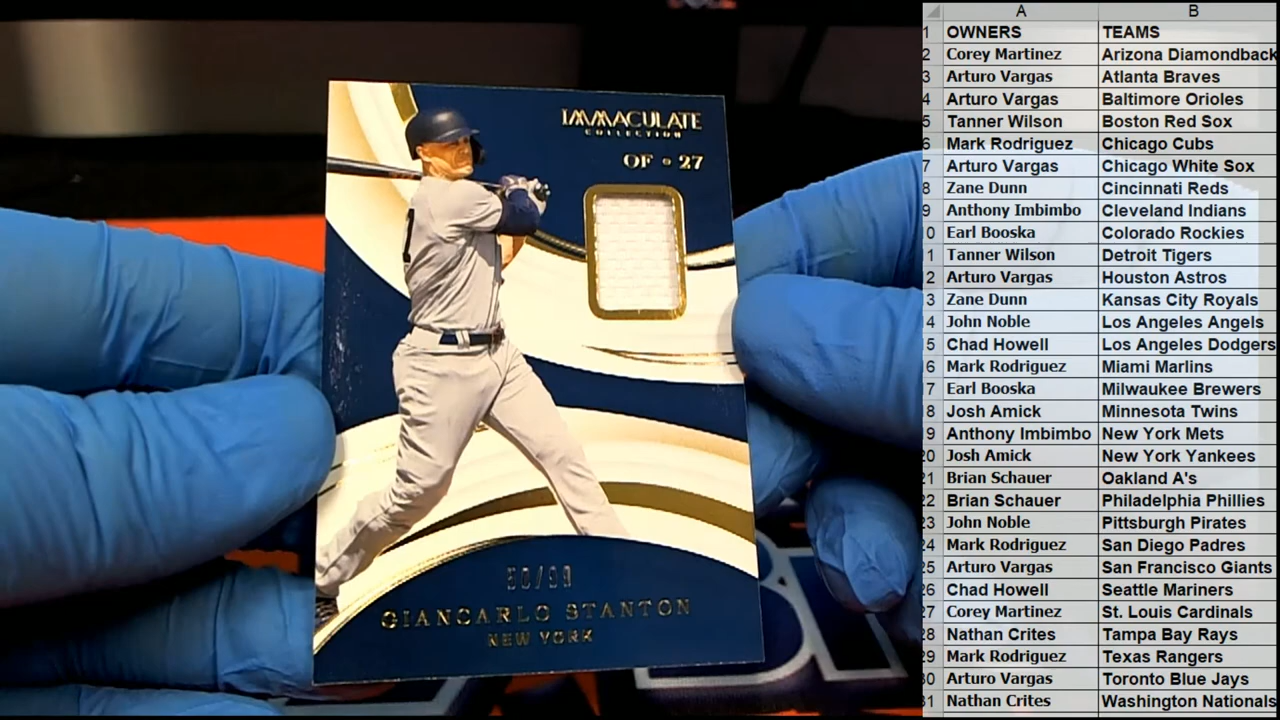 IMMACULATE
COLLECTION
OF 27
GIANCARLO STANTON
NEW YORK
A B
1 OWNERS TEAMS
2 Corey Martinez Arizona Diamondback
3 Arturo Vargas Atlanta Braves
4 Arturo Vargas Baltimore Orioles
5 Tanner Wilson Boston Red Sox
6 Mark Rodriguez Chicago Cubs
7 Arturo Vargas Chicago White Sox
8 Zane Dunn Cincinnati Reds
9 Anthony Imbimbo Cleveland Indians
0 Earl Booska Colorado Rockies
1 Tanner Wilson Detroit Tigers
2 Arturo Vargas Houston Astros
3 Zane Dunn Kansas City Royals
4 John Noble Los Angeles Angels
5 Chad Howell Los Angeles Dodgers
6 Mark Rodriguez Miami Marlins
7 Earl Booska Milwaukee Brewers
8 Josh Amick Minnesota Twins
9 Anthony Imbimbo New York Mets
20 Josh Amick New York Yankees
21 Brian Schauer Oakland A's
22 Brian Schauer Philadelphia Phillies
23 John Noble Pittsburgh Pirates
24 Mark Rodriguez San Diego Padres
25 Arturo Vargas San Francisco Giants
26 Chad Howell Seattle Mariners
27 Corey Martinez St. Louis Cardinals
28 Nathan Crites Tampa Bay Rays
29 Mark Rodriguez Texas Rangers
30 Arturo Vargas Toronto Blue Jays
31 Nathan Crites Washington Nationals